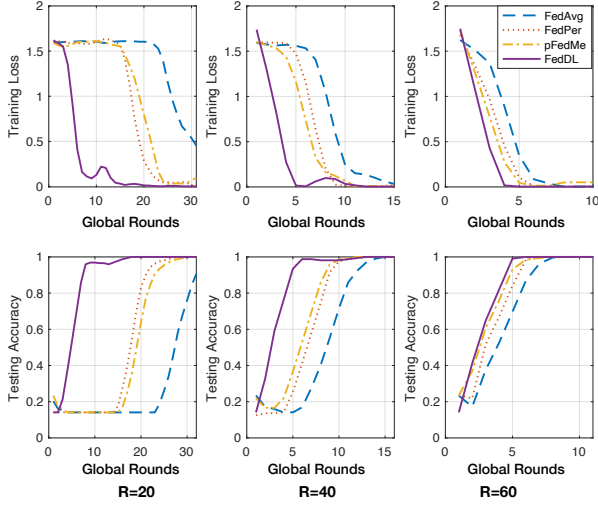 2
1.5
1
0.5
0
0 10 20 30
Training Loss
Global Rounds
2
1.5
1
0.5
0
0 5 10 15
Training Loss
Global Rounds
2
1.5
1
0.5
0
0 5 10
Training Loss
Global Rounds
FedAvg
FedPer
pFedMe
FedDL
1
0.8
0.6
0.4
0.2
0
0 10 20 30
Testing Accuracy
Global Rounds
1
0.8
0.6
0.4
0.2
0
0 5 10 15
Testing Accuracy
Global Rounds
1
0.8
0.6
0.4
0.2
0
0 5 10
Testing Accuracy
Global Rounds
R=20 R=40 R=60